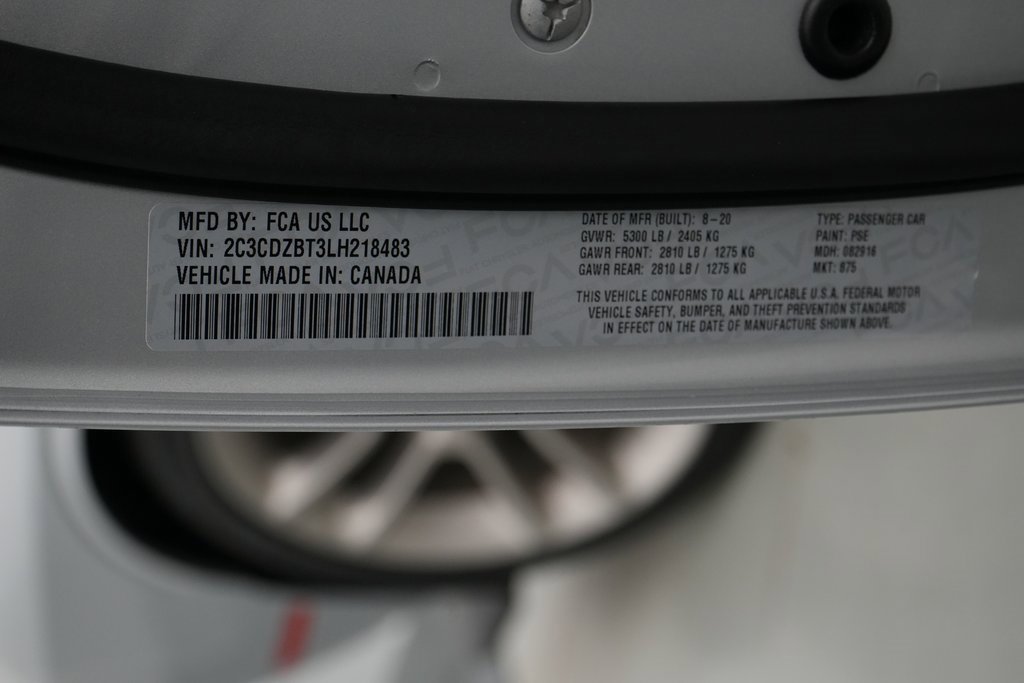 MFD BY: FCA US LLC
VIN: 2C3CDZBT3LH218483
VEHICLE MADE IN: CANADA
DATE OF MFR (BUILT): 8-20
GVWR: 5300 LB / 2405 KG
GAWR FRONT: 2810 LB / 1275 KG
GAWR REAR: 2810 LB / 1275 KG
TYPE: PASSENGER CAR
PAINT: PSE
MDH: 082916
MKT: 875
THIS VEHICLE CONFORMS TO ALL APPLICABLE U.S.A. FEDERAL MOTOR
VEHICLE SAFETY, BUMPER, AND THEFT PREVENTION STANDARDS
IN EFFECT ON THE DATE OF MANUFACTURE SHOWN ABOVE.